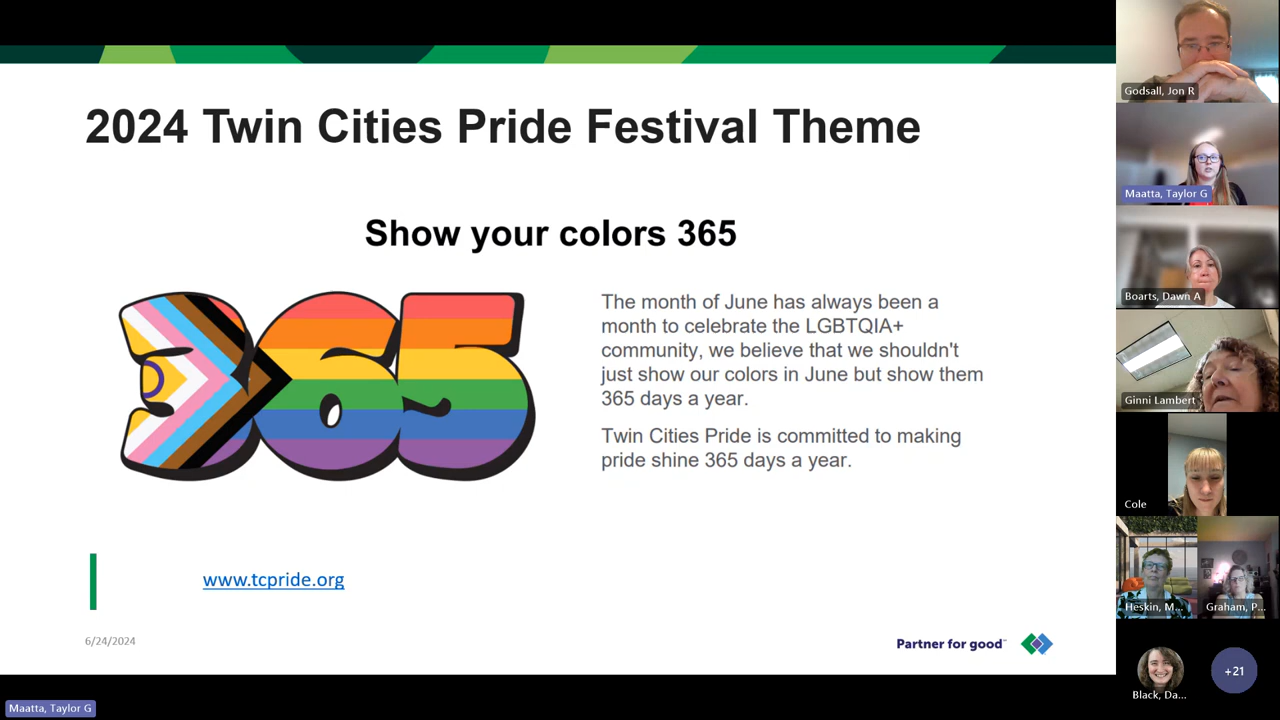 2024 Twin Cities Pride Festival Theme
Show your colors 365
365
The month of June has always been a
month to celebrate the LGBTQIA+
community, we believe that we shouldn't
just show our colors in June but show them
365 days a year.
Twin Cities Pride is committed to making
pride shine 365 days a year.
www.tcpride.org
6/24/2024
Partner for good™
Maatta, Taylor G
Godsall, Jon R
Maatta, Taylor G
Boarts, Dawn A
Ginni Lambert
Cole
Heskin, M...
Graham, P...
Black, Da...
+21